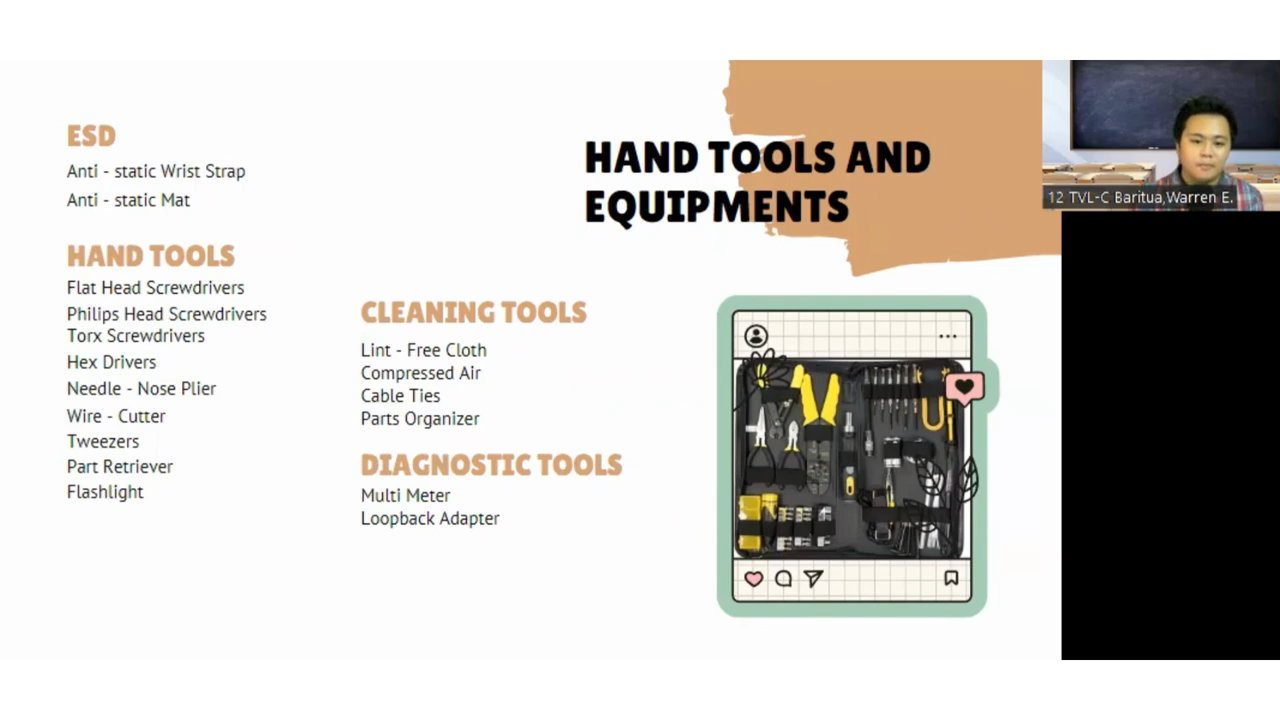 ESD
Anti - static Wrist Strap
Anti - static Mat
HAND TOOLS
Flat Head Screwdrivers
Philips Head Screwdrivers
Torx Screwdrivers
Hex Drivers
Needle - Nose Plier
Wire - Cutter
Tweezers
Part Retriever
Flashlight
CLEANING TOOLS
Lint - Free Cloth
Compressed Air
Cable Ties
Parts Organizer
DIAGNOSTIC TOOLS
Multi Meter
Loopback Adapter
HAND TOOLS AND
EQUIPMENTS
12 TVL-C Baritua,Warren E.